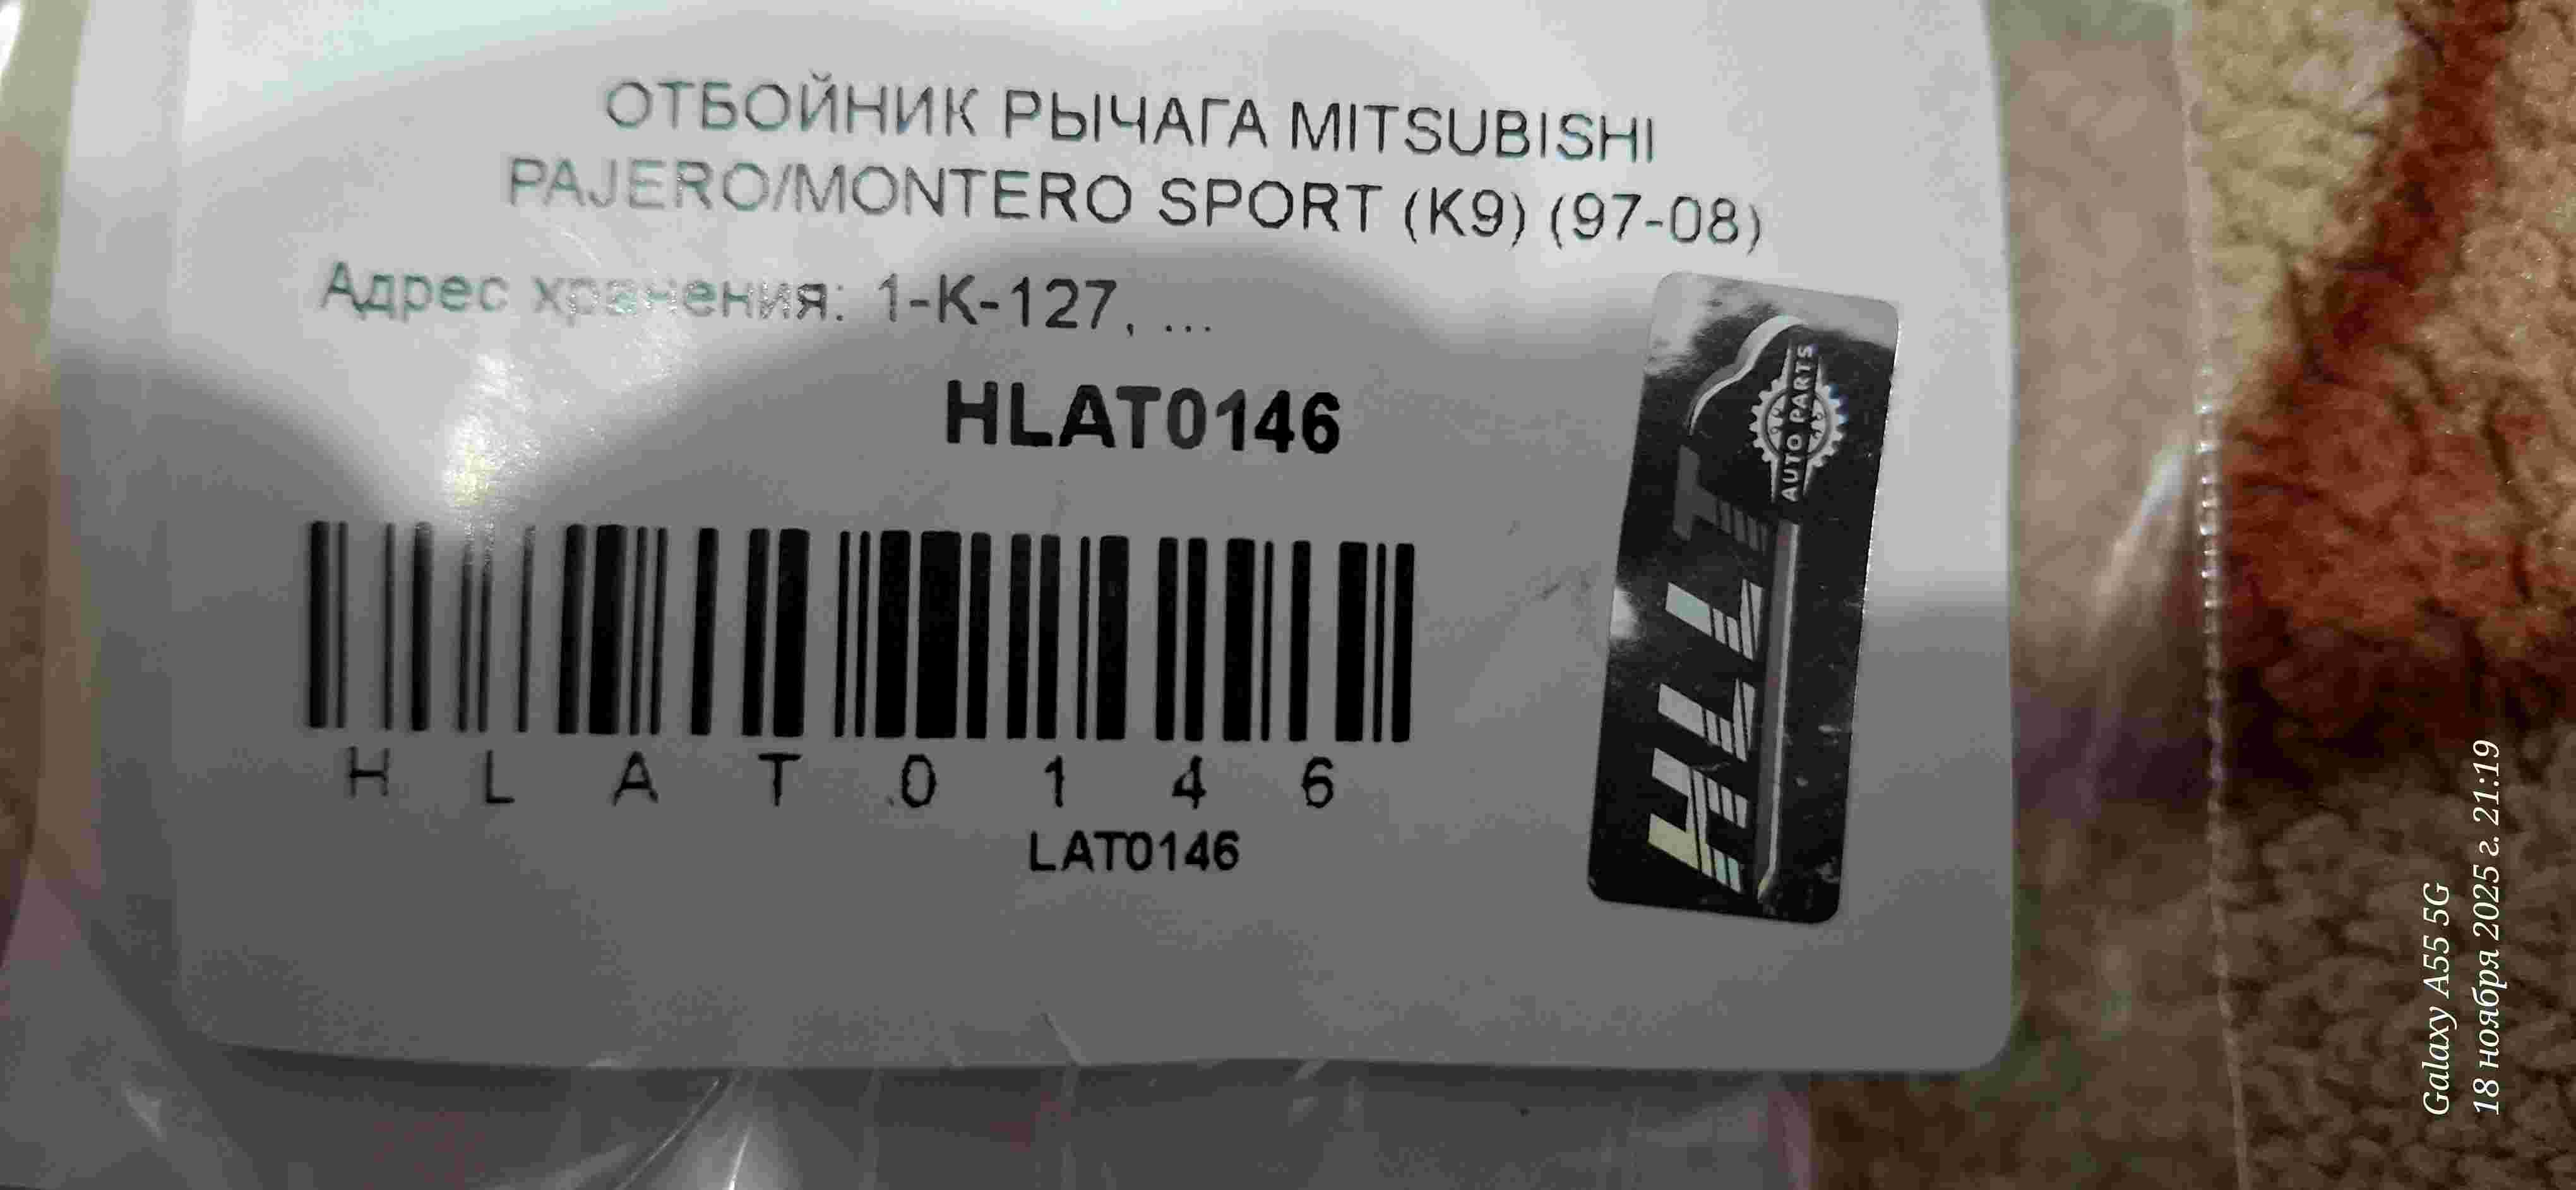 ОТБОЙНИК РЫЧАГА MITSUBISHI
PAJERO/MONTERO SPORT (K9) (97-08)
Адрес хранения: 1-K-127, ...
HLAT0146
H L A T 0 1 4 6
LAT0146
HLLT
AUTO PARTS
Galaxy A55 5G
18 ноября 2025 г. 21:19